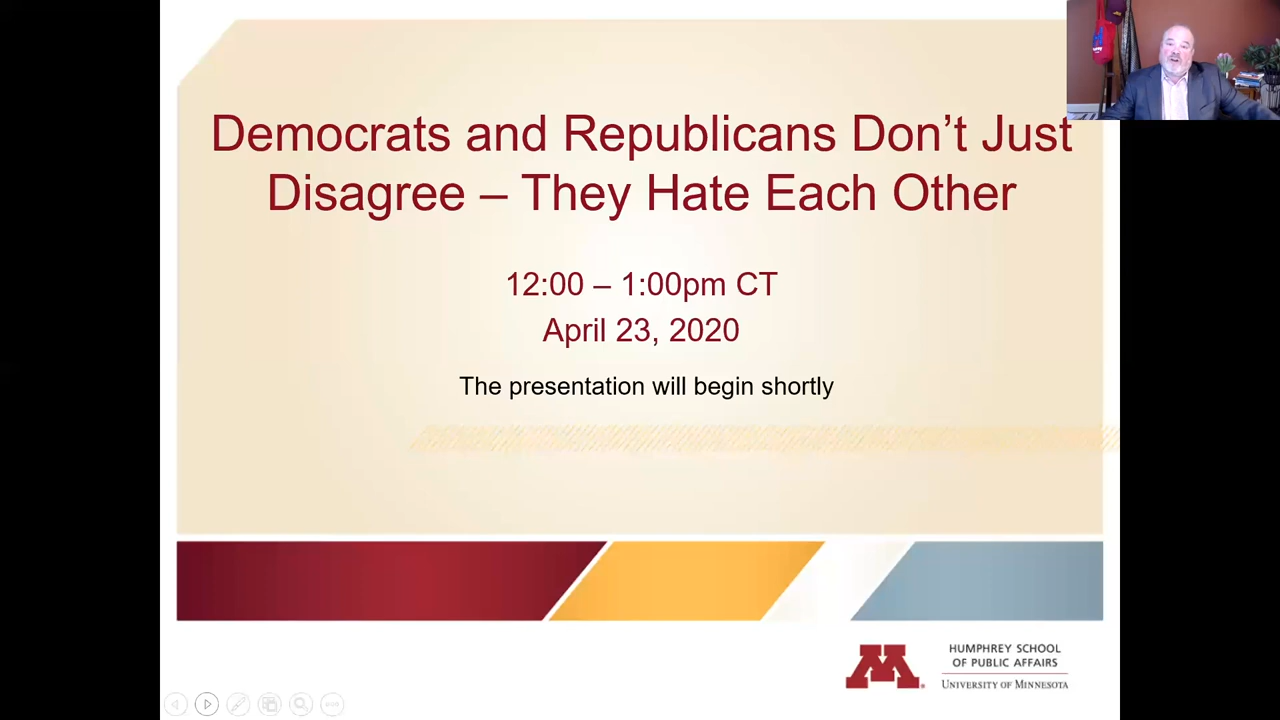 Democrats and Republicans Don’t Just
Disagree – They Hate Each Other
12:00 – 1:00pm CT
April 23, 2020
The presentation will begin shortly
M
HUMPHREY SCHOOL
OF PUBLIC AFFAIRS
UNIVERSITY OF MINNESOTA